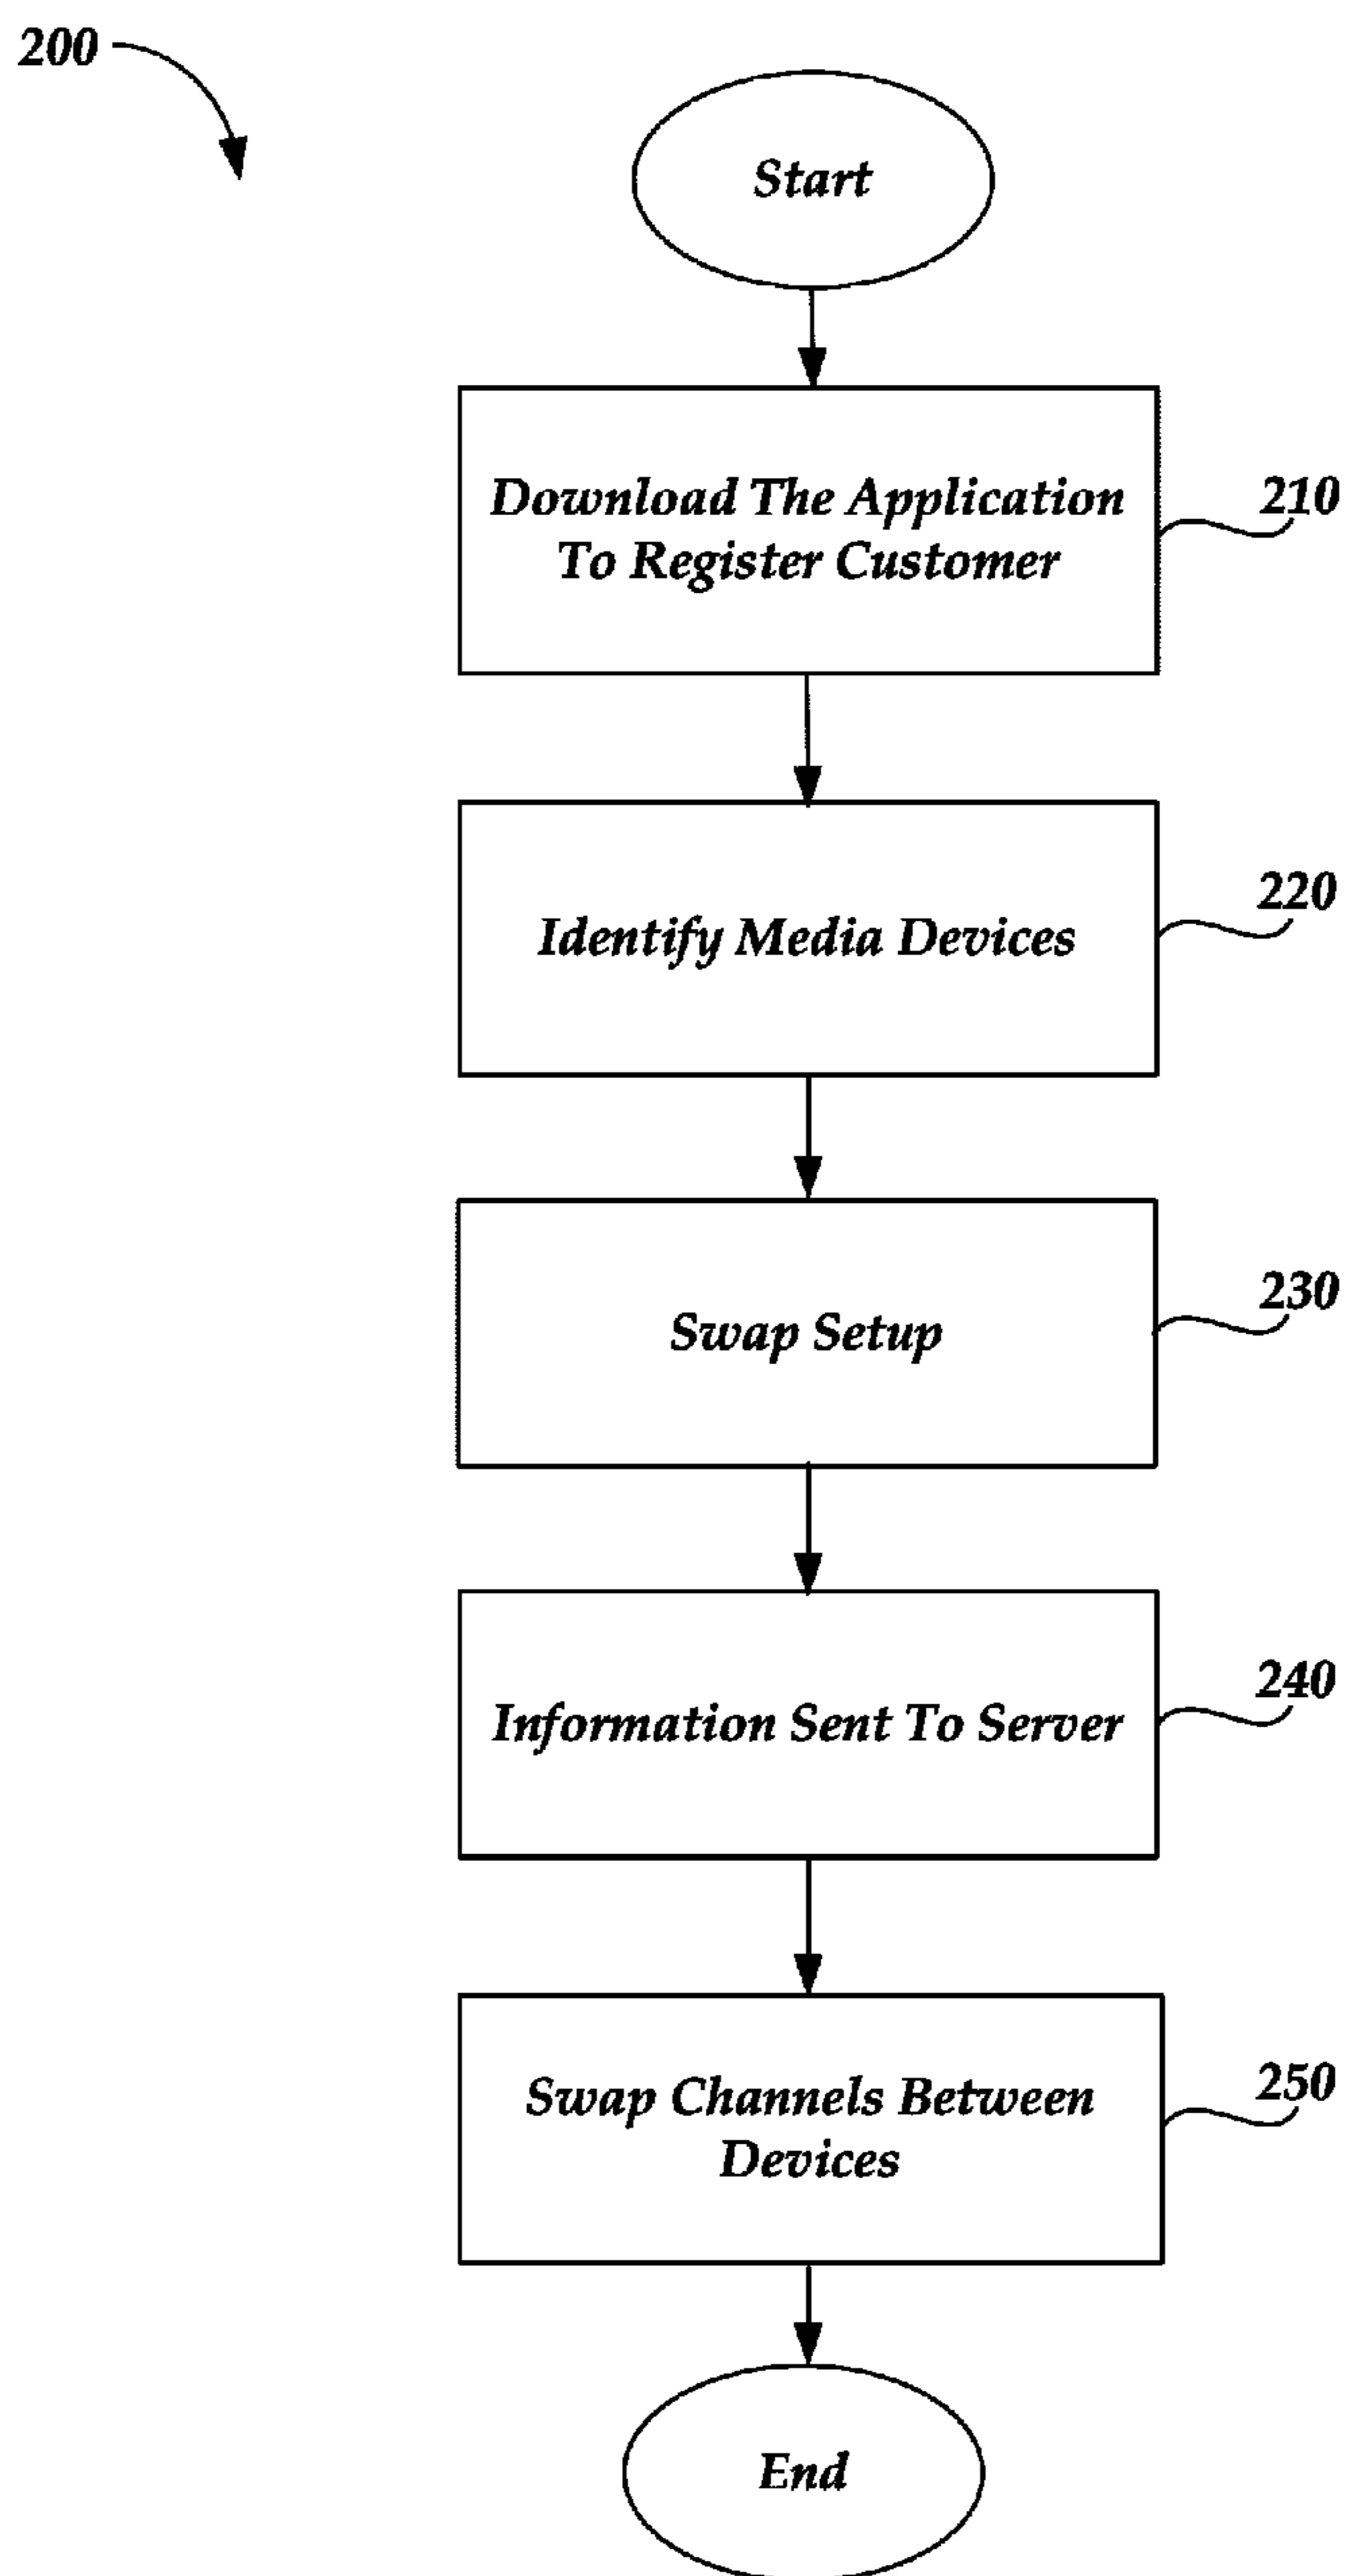 200
Start
Download The Application
To Register Customer
210
Identify Media Devices
220
Swap Setup
230
Information Sent To Server
240
Swap Channels Between
Devices
250
End